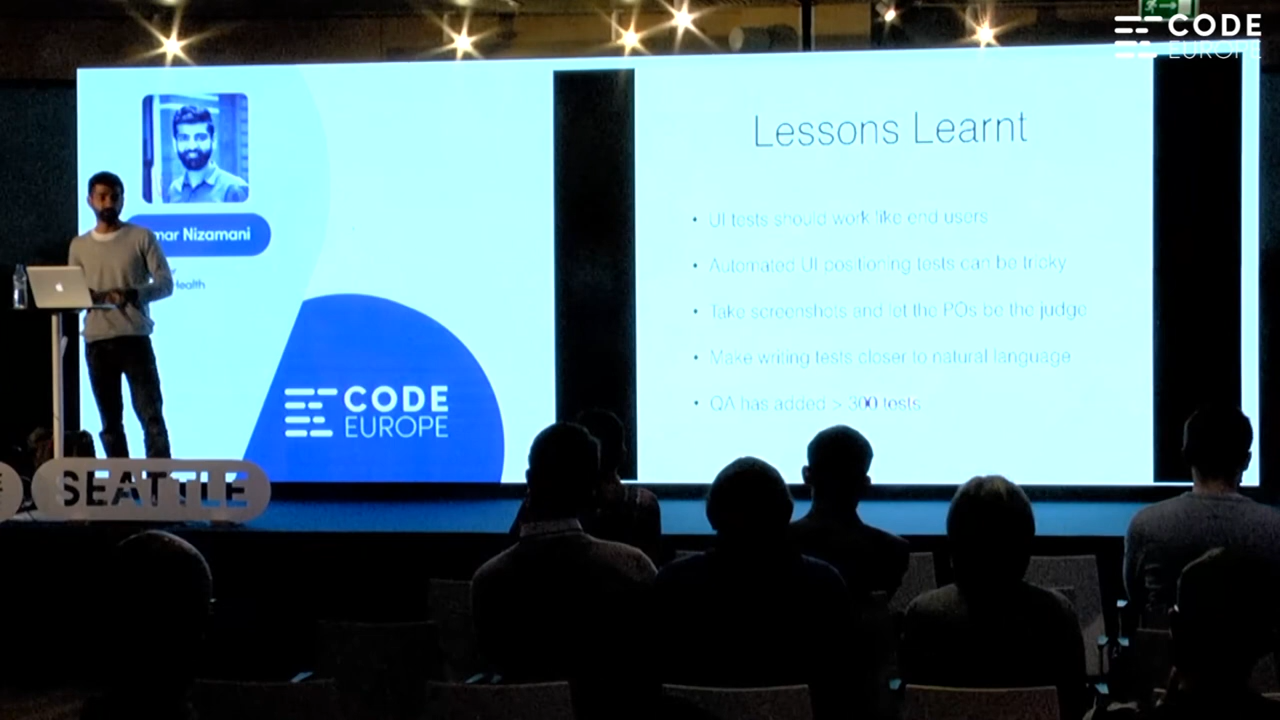 CODE
EUROPE
Lessons Learnt
mar Nizamani
Health
• UI tests should work like end users
• Automated UI positioning tests can be tricky
• Take screenshots and let the POs be the judge
• Make writing tests closer to natural language
• QA has added > 300 tests
CODE
EUROPE
SEATTLE